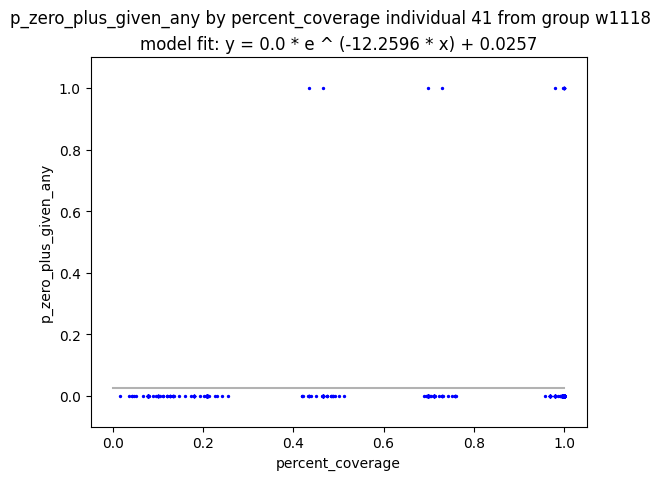 p_zero_plus_given_any by percent_coverage individual 41 from group w1118
model fit: y = 0.0 * e ^ (-12.2596 * x) + 0.0257
1.0
0.8
0.6
0.4
0.2
0.0
p_zero_plus_given_any
0.0 0.2 0.4 0.6 0.8 1.0
percent_coverage